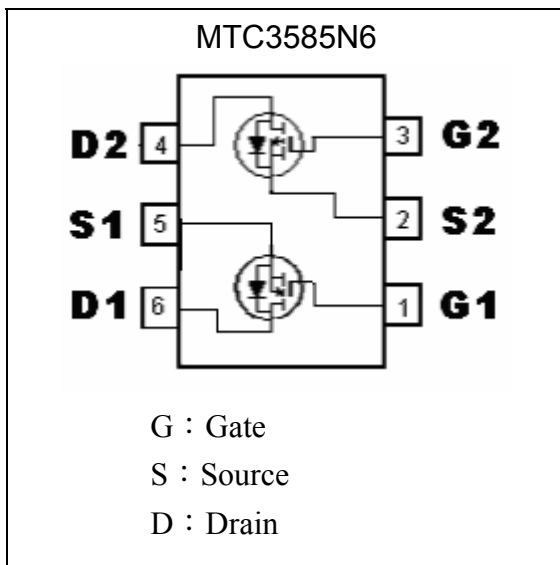 MTC3585N6
D2 4 3 G2
S1 5 2 S2
D1 6 1 G1
G：Gate
S：Source
D：Drain